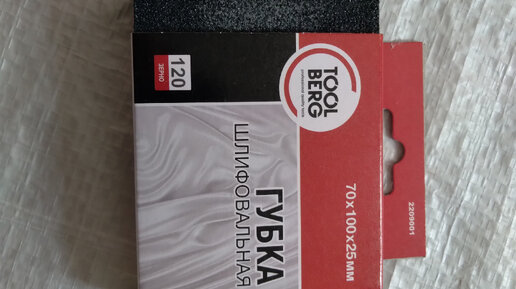 TOOL
BERG
professional quality tools
70x100x25мм
ГУБКА
ШЛИФОВАЛЬНАЯ
120
ЗЕРНО
2209001